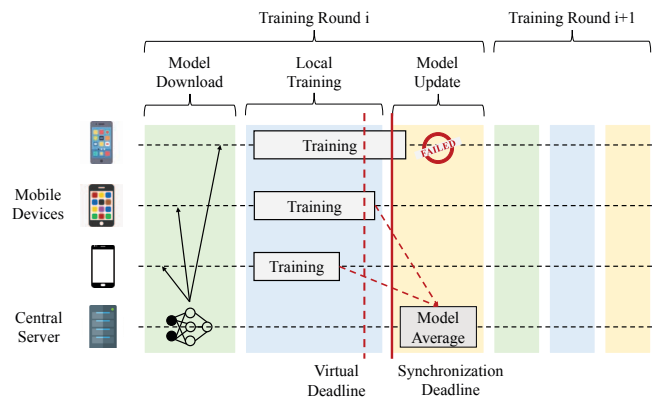 Training Round i
Training Round i+1
Model
Download
Local
Training
Model
Update
Training
FAILED
Mobile
Devices
Training
Training
Central
Server
Model
Average
Virtual
Deadline
Synchronization
Deadline